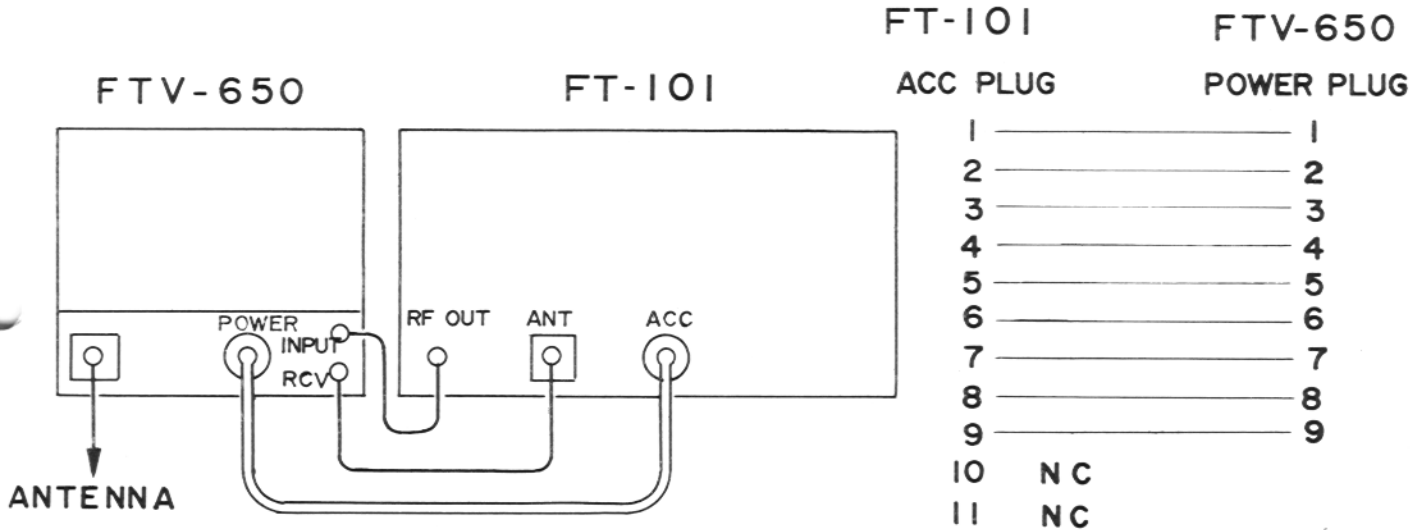 FTV-650
FT-101
POWER
INPUT
RCV
RF OUT
ANT
ACC
ANTENNA
FT-101 FTV-650
ACC PLUG POWER PLUG
1 1
2 2
3 3
4 4
5 5
6 6
7 7
8 8
9 9
10 NC
11 NC